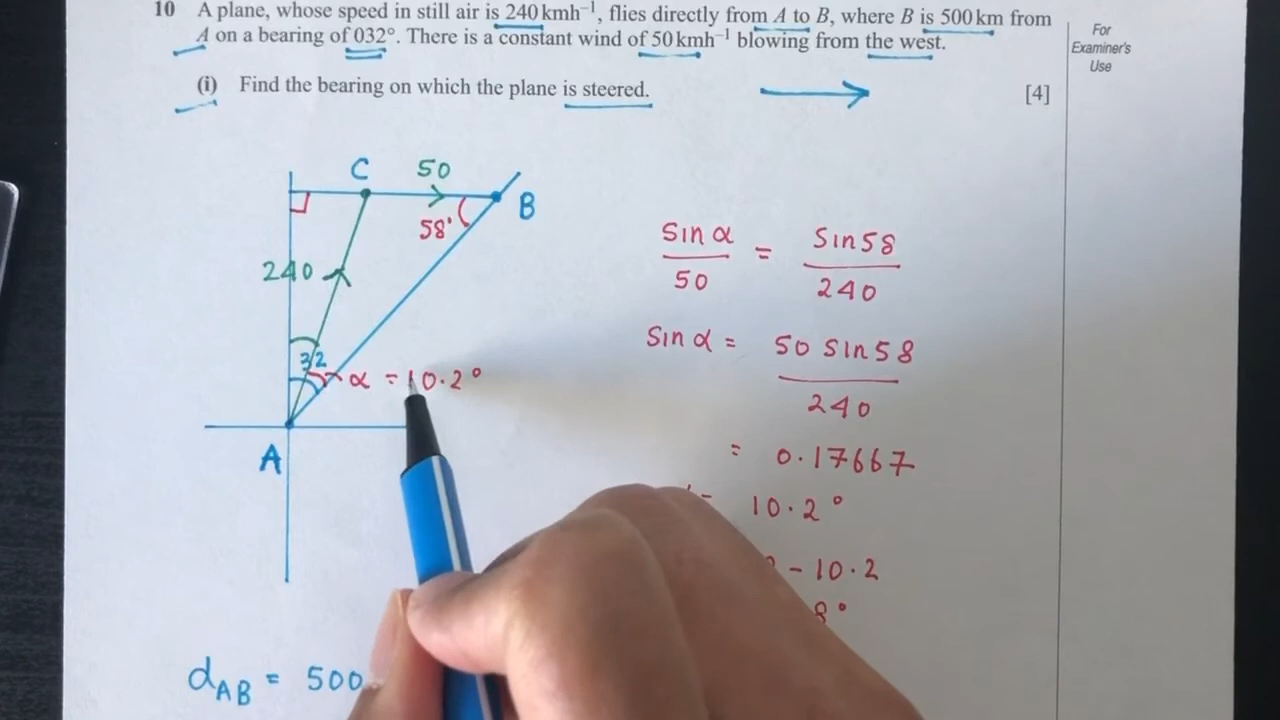 10 A plane, whose speed in still air is 240 kmh⁻¹, flies directly from A to B, where B is 500 km from
A on a bearing of 032°. There is a constant wind of 50 kmh⁻¹ blowing from the west.
For
Examiner's
Use
(i) Find the bearing on which the plane is steered.
[4]
C 50
B
58°
240
32
α = 10.2°
A
sin α / 50 = sin 58 / 240
sin α = 50 sin 58 / 240
= 0.17667
10.2°
- 10.2
8°
dAB = 500